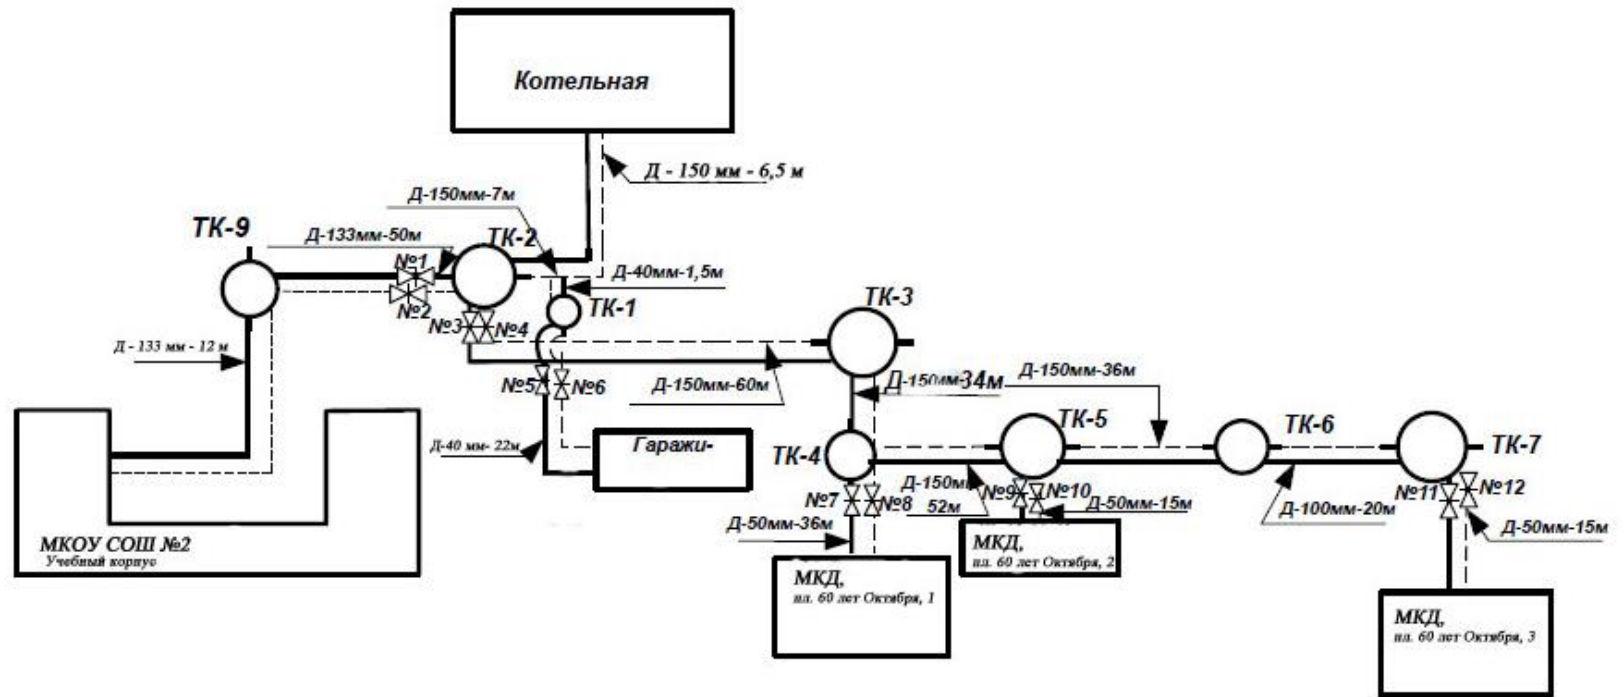 Котельная
Д - 150 мм - 6,5 м
Д-150мм-7м
ТК-9
Д-133мм-50м
ТК-2
№1
№2
Д-40мм-1,5м
ТК-1
ТК-3
№3
№4
Д - 133 мм - 12 м
№5
№6
Д-150мм-60м
Д-150мм-34м
Д-150мм-36м
Д-40 мм- 22м
Гаражи-
ТК-4
ТК-5
ТК-6
ТК-7
№7
№8
Д-150мм
52м
№9
№10
Д-50мм-15м
№11
№12
Д-50мм-36м
Д-100мм-20м
Д-50мм-15м
МКОУ СОШ №2
Учебный корпус
МКД,
пл. 60 лет Октября, 1
МКД,
пл. 60 лет Октября, 2
МКД,
пл. 60 лет Октября, 3